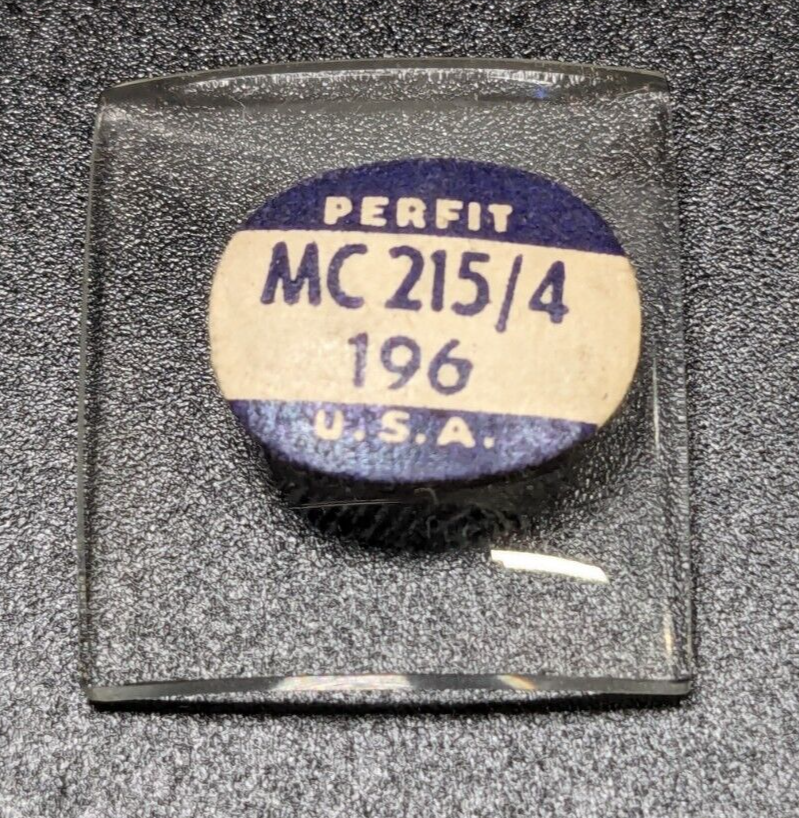 PERFIT
MC 215/4
196
U.S.A.